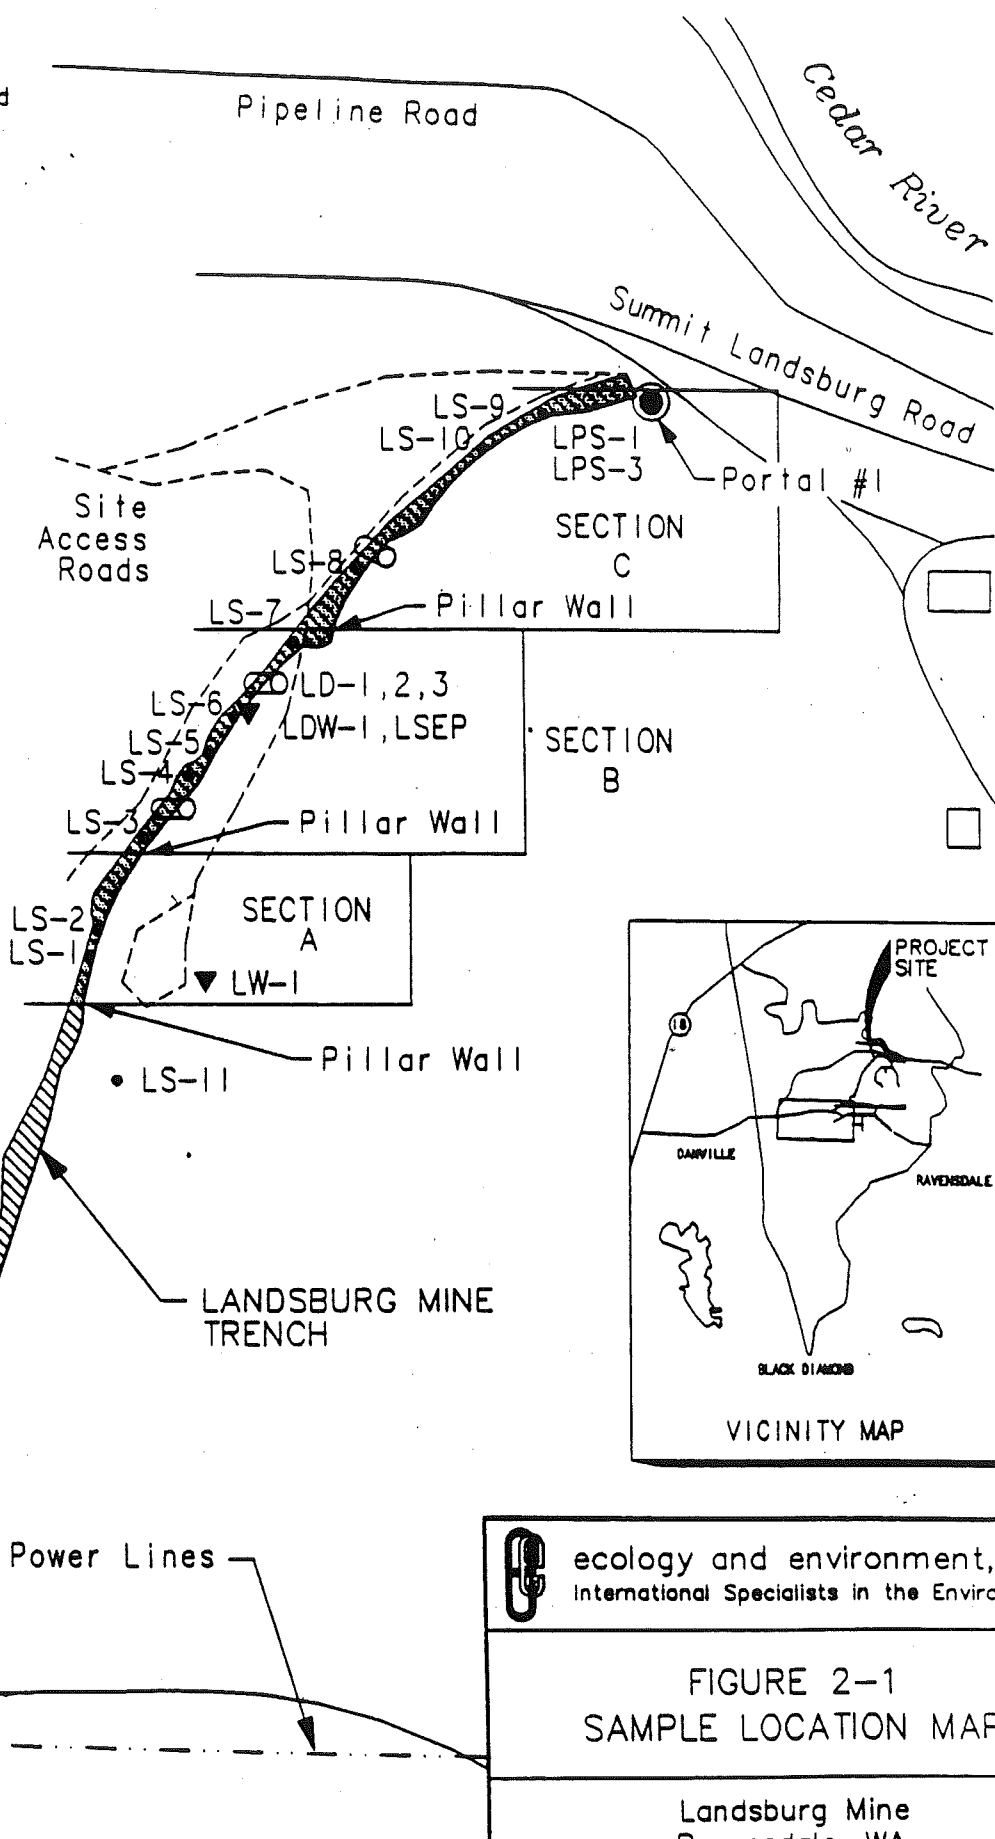 d
Pipeline Road
Cedar River
Summit Landsburg Road
LS-9
LS-10
LPS-1
LPS-3
Portal #1
Site
Access
Roads
SECTION
C
LS-8
LS-7
Pillar Wall
LS-6
LD-1,2,3
LDW-1,LSEP
SECTION
B
LS-5
LS-4
LS-3
Pillar Wall
LS-2
LS-1
SECTION
A
LW-1
Pillar Wall
LS-11
LANDSBURG MINE
TRENCH
PROJECT
SITE
18
DANVILLE
RAVENSDALE
BLACK DIAMOND
VICINITY MAP
Power Lines
ecology and environment,
International Specialists in the Enviro
FIGURE 2-1
SAMPLE LOCATION MAP
Landsburg Mine
WA